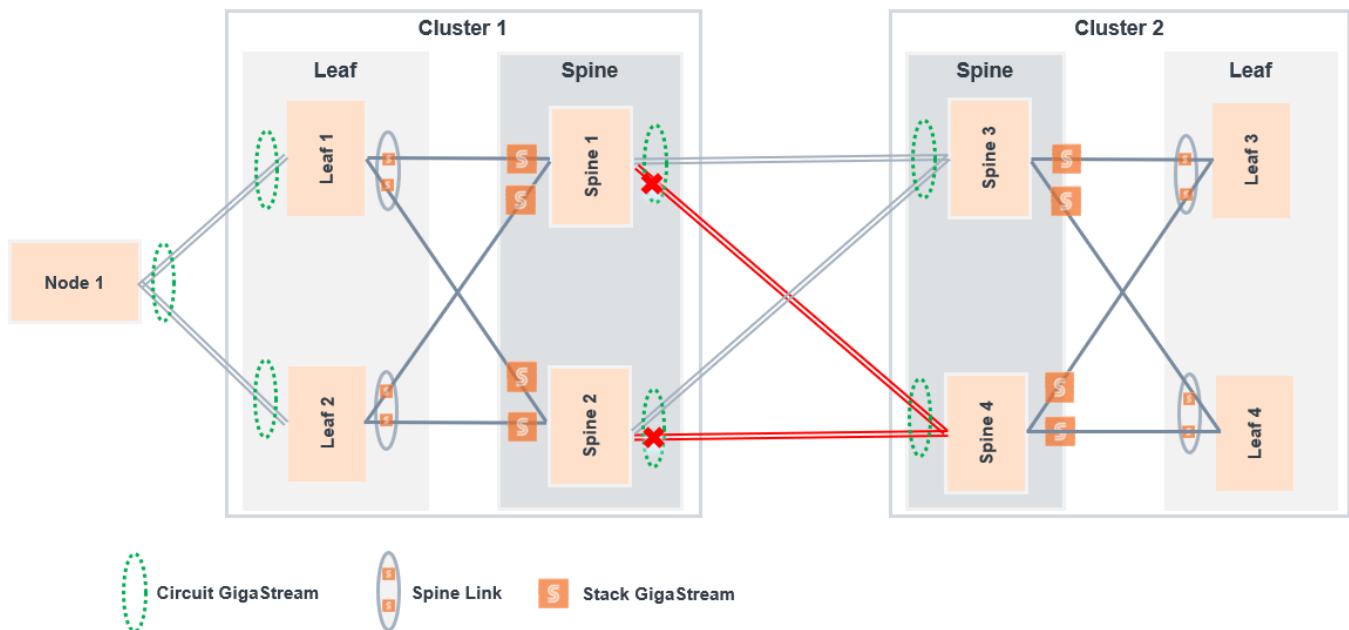 Cluster 1
Cluster 2
Leaf
Spine
Spine
Leaf
Leaf 1
Spine 1
Spine 3
Leaf 3
Node 1
Leaf 2
Spine 2
Spine 4
Leaf 4
Circuit GigaStream
Spine Link
Stack GigaStream